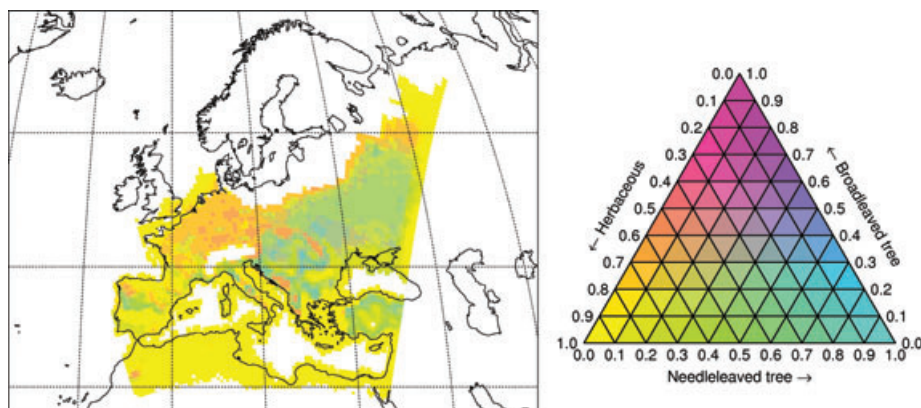 0.0 1.0
0.1 0.9
0.2 0.8
0.3 0.7
0.4 0.6
0.5 0.5
0.6 0.4
0.7 0.3
0.8 0.2
0.9 0.1
1.0 0.0
0.0 0.1 0.2 0.3 0.4 0.5 0.6 0.7 0.8 0.9 1.0
← Herbaceous
← Broadleaved tree
Needleleaved tree →